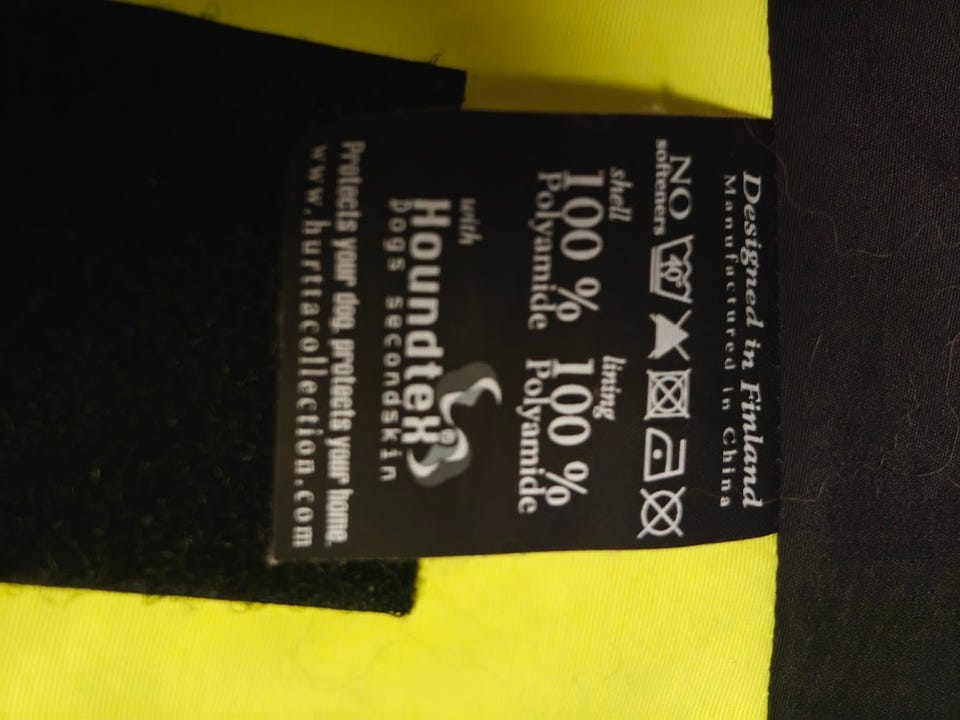 Designed in Finland
Manufactured in China
NO
softeners
40°
shell
100 %
Polyamide
lining
100 %
Polyamide
with
Houndtex®
Dogs secondskin
Protects your dog, protects your home.
www.hurttacollection.com